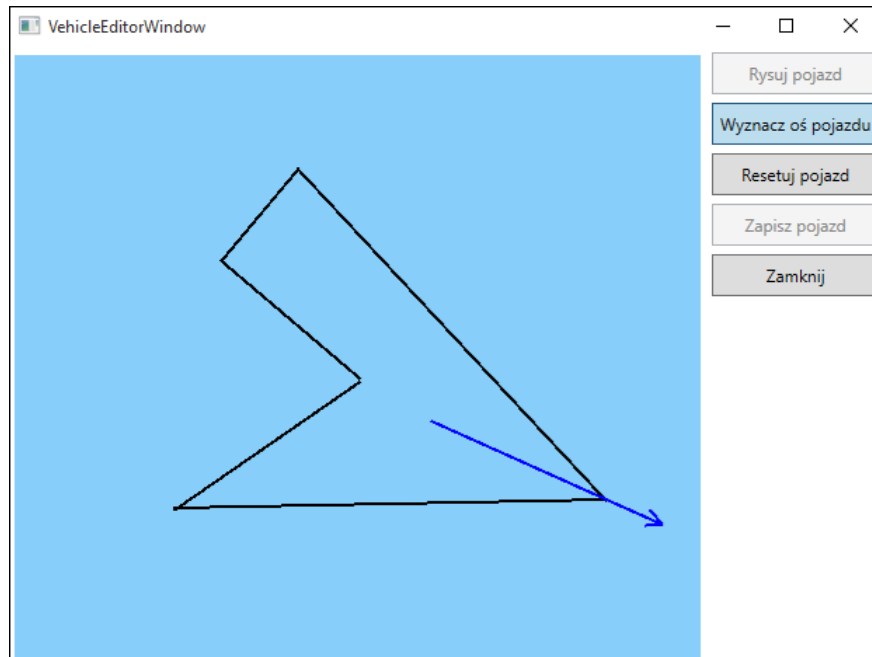 VehicleEditorWindow
Rysuj pojazd
Wyznacz oś pojazdu
Resetuj pojazd
Zapisz pojazd
Zamknij